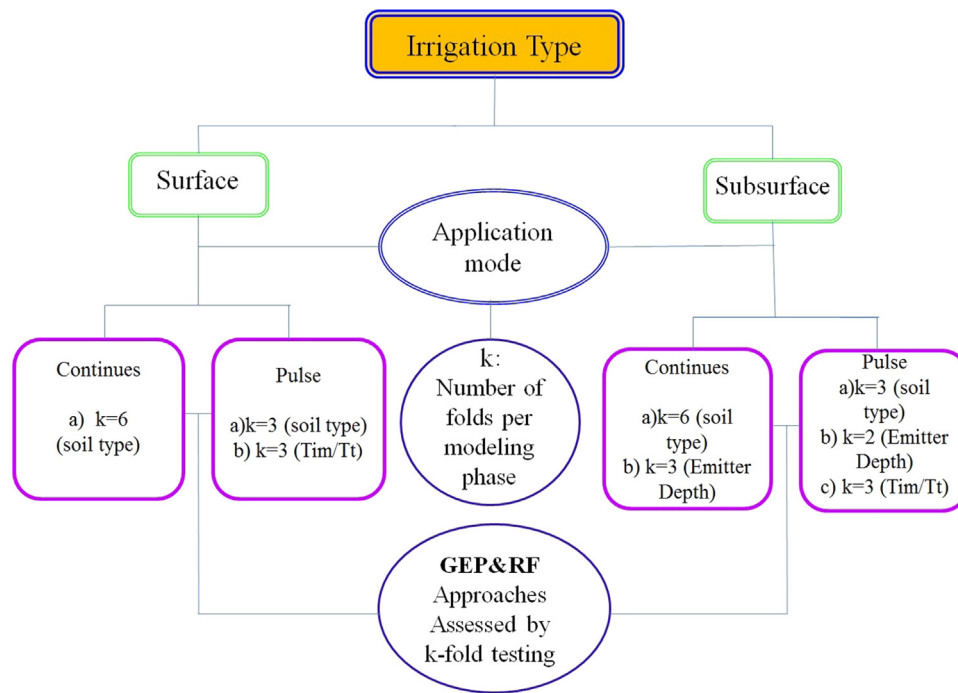 Irrigation Type
Surface
Subsurface
Application
mode
Continues
a) k=6
(soil type)
Pulse
a)k=3 (soil type)
b) k=3 (Tim/Tt)
k:
Number of
folds per
modeling
phase
Continues
a)k=6 (soil
type)
b) k=3 (Emitter
Depth)
Pulse
a)k=3 (soil
type)
b) k=2 (Emitter
Depth)
c) k=3 (Tim/Tt)
GEP&RF
Approaches
Assessed by
k-fold testing